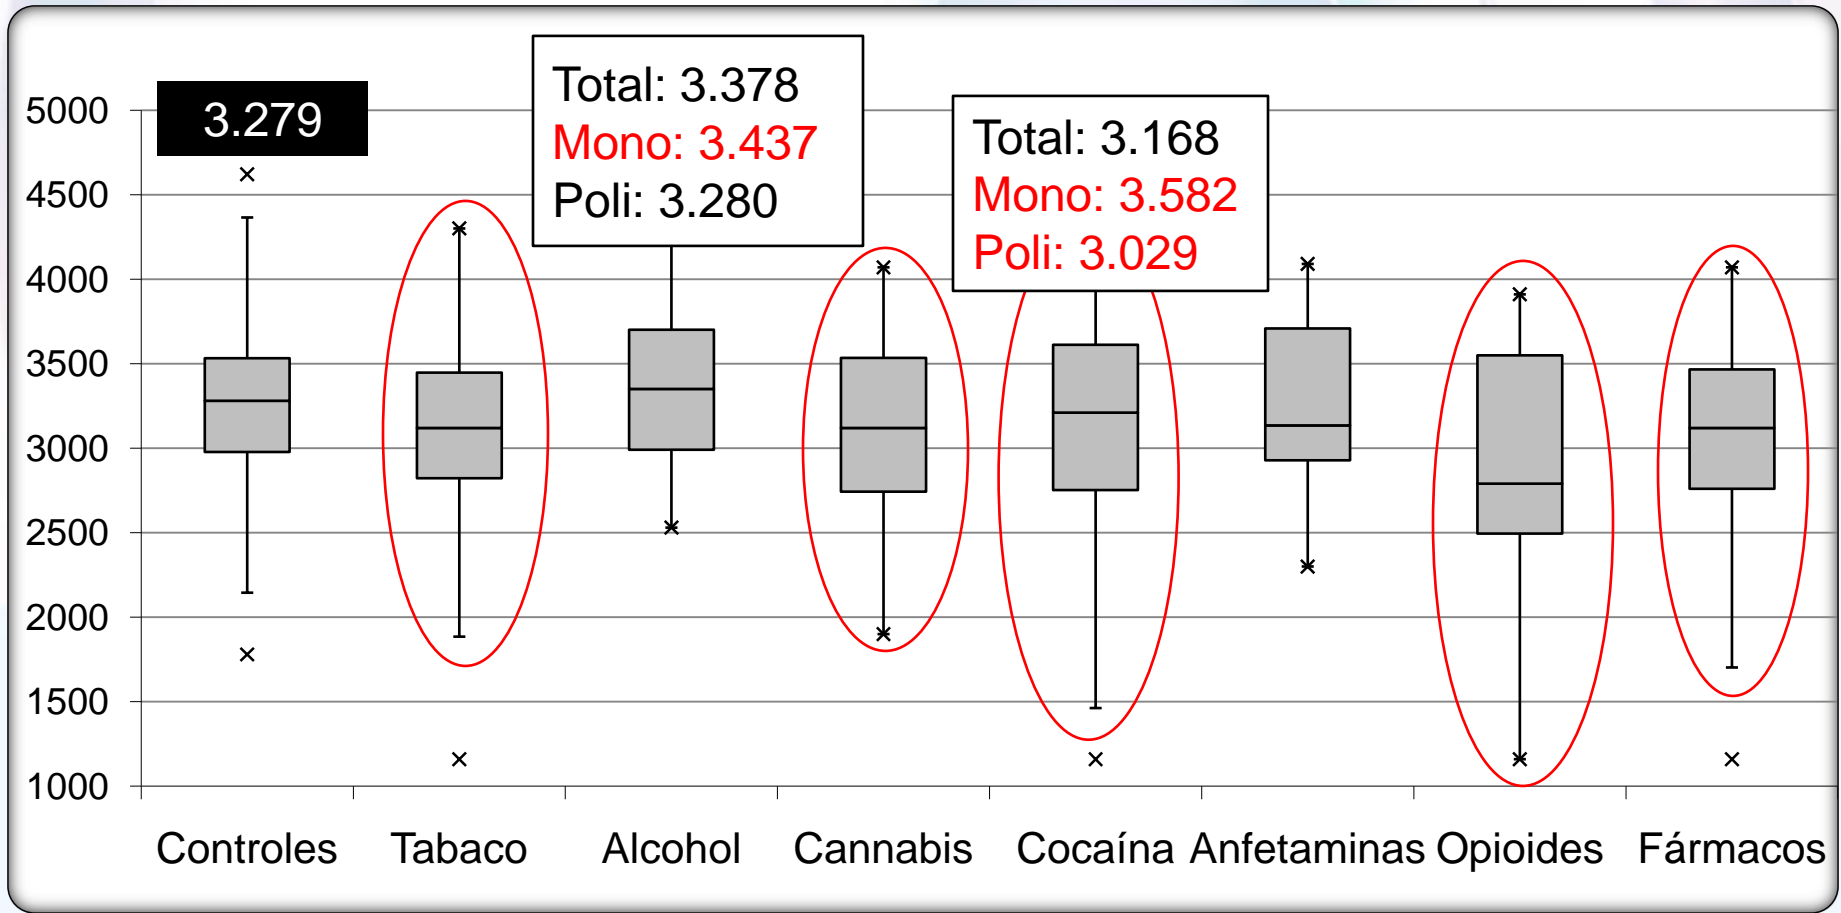 3.279
Total: 3.378
Mono: 3.437
Poli: 3.280
Total: 3.168
Mono: 3.582
Poli: 3.029
5000
4500
4000
3500
3000
2500
2000
1500
1000
Controles Tabaco Alcohol Cannabis Cocaína Anfetaminas Opioides Fármacos